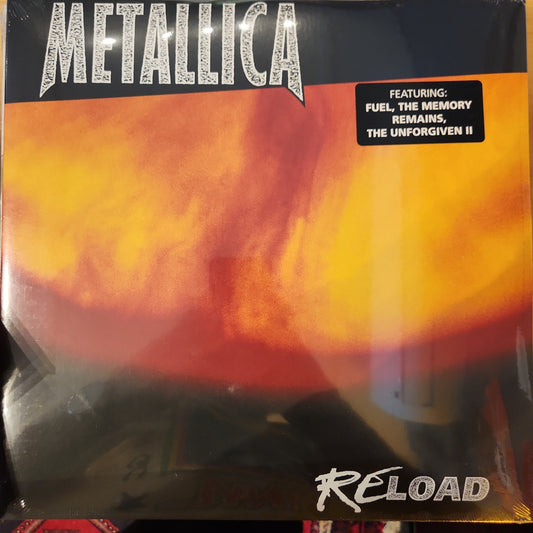 METALLICA
FEATURING:
FUEL, THE MEMORY
REMAINS,
THE UNFORGIVEN II
RELOAD